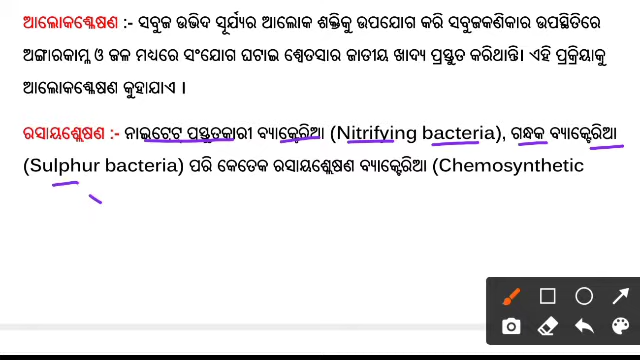 ଆଲୋକଶ୍ଳେଷଣ :- ସବୁଜ ଉଦ୍ଭିଦ ସୂର୍ଯ୍ୟର ଆଲୋକ ଶକ୍ତିକୁ ଉପଯୋଗ କରି ସବୁଜକଣିକାର ଉପସ୍ଥିତିରେ
ଅଙ୍ଗାରକାମ୍ଳ ଓ ଜଳ ମଧ୍ୟରେ ସଂଯୋଗ ଘଟାଇ ଶ୍ୱେତସାର ଜାତୀୟ ଖାଦ୍ୟ ପ୍ରସ୍ତୁତ କରିଥାନ୍ତି। ଏହି ପ୍ରକ୍ରିୟାକୁ
ଆଲୋକଶ୍ଳେଷଣ କୁହାଯାଏ ।
ରସାୟଶ୍ଲେଷଣ :- ନାଇଟ୍ରେଟ୍ ପ୍ରସ୍ତୁତକାରୀ ବ୍ୟାକ୍ଟେରିଆ (Nitrifying bacteria), ଗନ୍ଧକ ବ୍ୟାକ୍ଟେରିଆ
(Sulphur bacteria) ପରି କେତେକ ରସାୟଶ୍ଲେଷଣ ବ୍ୟାକ୍ଟେରିଆ (Chemosynthetic